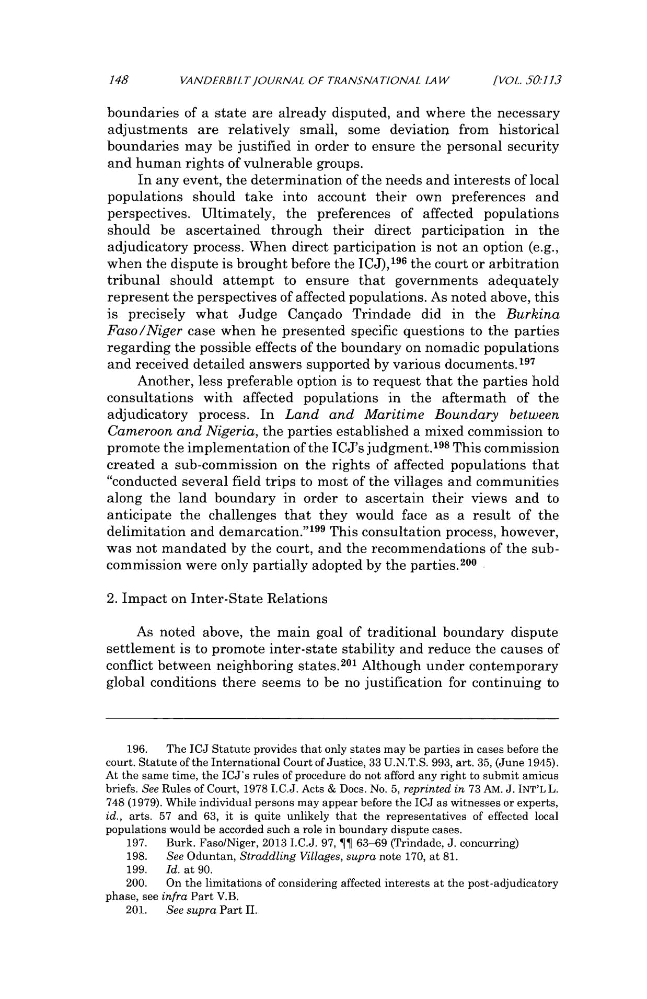 148 VANDERBILT JOURNAL OF TRANSNATIONAL LAW [VOL. 50:113
boundaries of a state are already disputed, and where the necessary
adjustments are relatively small, some deviation from historical
boundaries may be justified in order to ensure the personal security
and human rights of vulnerable groups.
In any event, the determination of the needs and interests of local
populations should take into account their own preferences and
perspectives. Ultimately, the preferences of affected populations
should be ascertained through their direct participation in the
adjudicatory process. When direct participation is not an option (e.g.,
when the dispute is brought before the ICJ),196 the court or arbitration
tribunal should attempt to ensure that governments adequately
represent the perspectives of affected populations. As noted above, this
is precisely what Judge Cançado Trindade did in the Burkina
Faso/Niger case when he presented specific questions to the parties
regarding the possible effects of the boundary on nomadic populations
and received detailed answers supported by various documents.197
Another, less preferable option is to request that the parties hold
consultations with affected populations in the aftermath of the
adjudicatory process. In Land and Maritime Boundary between
Cameroon and Nigeria, the parties established a mixed commission to
promote the implementation of the ICJ's judgment.198 This commission
created a sub-commission on the rights of affected populations that
“conducted several field trips to most of the villages and communities
along the land boundary in order to ascertain their views and to
anticipate the challenges that they would face as a result of the
delimitation and demarcation.”199 This consultation process, however,
was not mandated by the court, and the recommendations of the sub-
commission were only partially adopted by the parties.200
2. Impact on Inter-State Relations
As noted above, the main goal of traditional boundary dispute
settlement is to promote inter-state stability and reduce the causes of
conflict between neighboring states.201 Although under contemporary
global conditions there seems to be no justification for continuing to
196. The ICJ Statute provides that only states may be parties in cases before the
court. Statute of the International Court of Justice, 33 U.N.T.S. 993, art. 35, (June 1945).
At the same time, the ICJ's rules of procedure do not afford any right to submit amicus
briefs. See Rules of Court, 1978 I.C.J. Acts & Docs. No. 5, reprinted in 73 AM. J. INT'L L.
748 (1979). While individual persons may appear before the ICJ as witnesses or experts,
id., arts. 57 and 63, it is quite unlikely that the representatives of effected local
populations would be accorded such a role in boundary dispute cases.
197. Burk. Faso/Niger, 2013 I.C.J. 97, ¶¶ 63–69 (Trindade, J. concurring)
198. See Oduntan, Straddling Villages, supra note 170, at 81.
199. Id. at 90.
200. On the limitations of considering affected interests at the post-adjudicatory
phase, see infra Part V.B.
201. See supra Part II.